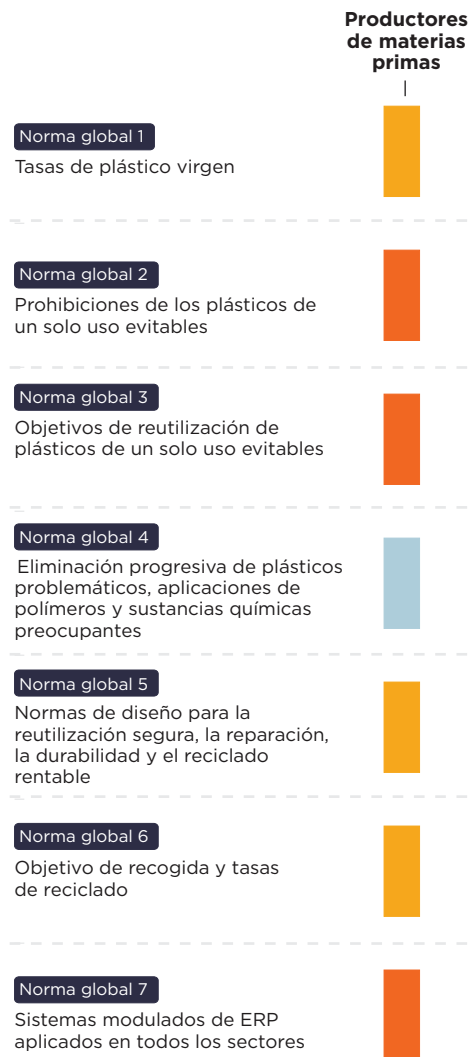 Productores
de materias
primas
Norma global 1
Tasas de plástico virgen
Norma global 2
Prohibiciones de los plásticos de
un solo uso evitables
Norma global 3
Objetivos de reutilización de
plásticos de un solo uso evitables
Norma global 4
Eliminación progresiva de plásticos
problemáticos, aplicaciones de
polímeros y sustancias químicas
preocupantes
Norma global 5
Normas de diseño para la
reutilización segura, la reparación,
la durabilidad y el reciclado
rentable
Norma global 6
Objetivo de recogida y tasas
de reciclado
Norma global 7
Sistemas modulados de ERP
aplicados en todos los sectores